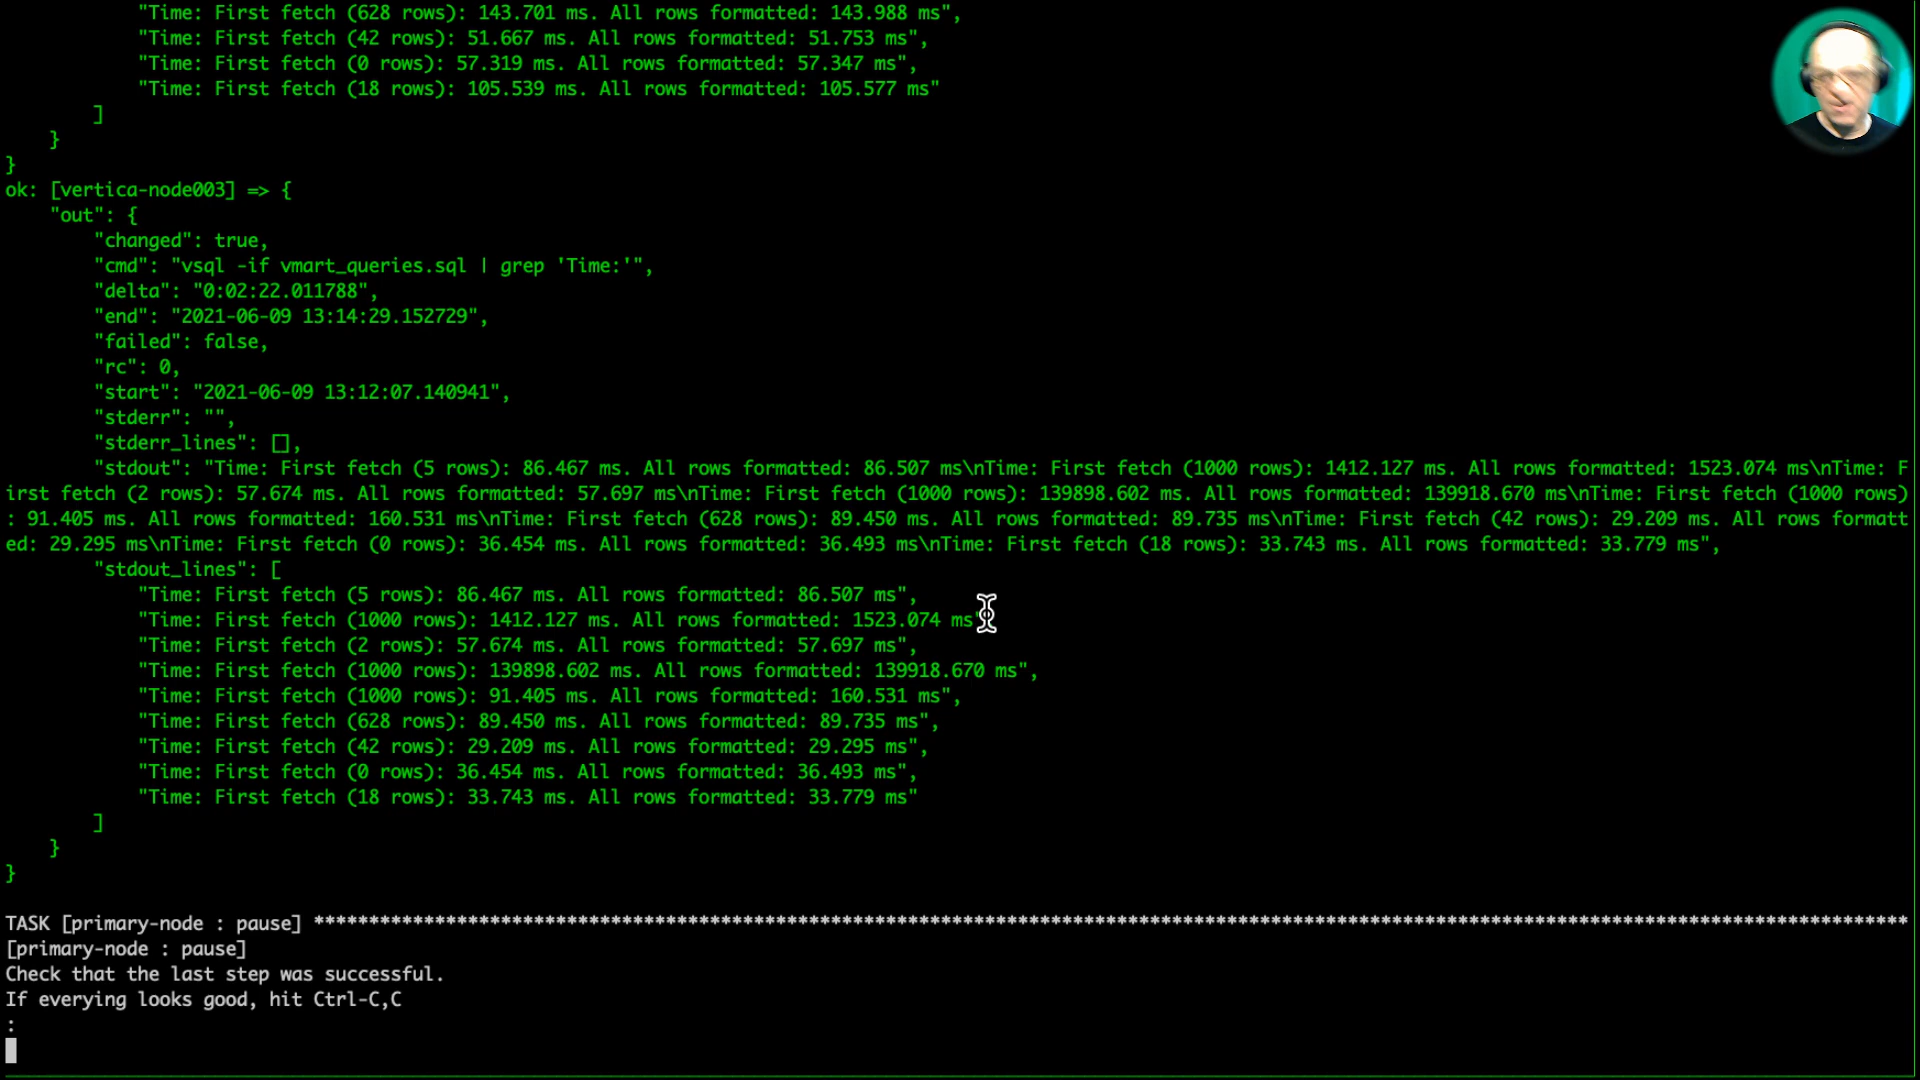 "Time: First fetch (628 rows): 143.701 ms. All rows formatted: 143.988 ms",
            "Time: First fetch (42 rows): 51.667 ms. All rows formatted: 51.753 ms",
            "Time: First fetch (0 rows): 57.319 ms. All rows formatted: 57.347 ms",
            "Time: First fetch (18 rows): 105.539 ms. All rows formatted: 105.577 ms"
        ]
    }
}
ok: [vertica-node003] => {
    "out": {
        "changed": true,
        "cmd": "vsql -if vmart_queries.sql | grep 'Time:'",
        "delta": "0:02:22.011788",
        "end": "2021-06-09 13:14:29.152729",
        "failed": false,
        "rc": 0,
        "start": "2021-06-09 13:12:07.140941",
        "stderr": "",
        "stderr_lines": [],
        "stdout": "Time: First fetch (5 rows): 86.467 ms. All rows formatted: 86.507 ms\nTime: First fetch (1000 rows): 1412.127 ms. All rows formatted: 1523.074 ms\nTime: F
irst fetch (2 rows): 57.674 ms. All rows formatted: 57.697 ms\nTime: First fetch (1000 rows): 139898.602 ms. All rows formatted: 139918.670 ms\nTime: First fetch (1000 rows)
: 91.405 ms. All rows formatted: 160.531 ms\nTime: First fetch (628 rows): 89.450 ms. All rows formatted: 89.735 ms\nTime: First fetch (42 rows): 29.209 ms. All rows formatt
ed: 29.295 ms\nTime: First fetch (0 rows): 36.454 ms. All rows formatted: 36.493 ms\nTime: First fetch (18 rows): 33.743 ms. All rows formatted: 33.779 ms",
        "stdout_lines": [
            "Time: First fetch (5 rows): 86.467 ms. All rows formatted: 86.507 ms",
            "Time: First fetch (1000 rows): 1412.127 ms. All rows formatted: 1523.074 ms"
            "Time: First fetch (2 rows): 57.674 ms. All rows formatted: 57.697 ms",
            "Time: First fetch (1000 rows): 139898.602 ms. All rows formatted: 139918.670 ms",
            "Time: First fetch (1000 rows): 91.405 ms. All rows formatted: 160.531 ms",
            "Time: First fetch (628 rows): 89.450 ms. All rows formatted: 89.735 ms",
            "Time: First fetch (42 rows): 29.209 ms. All rows formatted: 29.295 ms",
            "Time: First fetch (0 rows): 36.454 ms. All rows formatted: 36.493 ms",
            "Time: First fetch (18 rows): 33.743 ms. All rows formatted: 33.779 ms"
        ]
    }
}
TASK [primary-node : pause] *************************************************************************************************************************************************
[primary-node : pause]
Check that the last step was successful.
If everying looks good, hit Ctrl-C,C
: